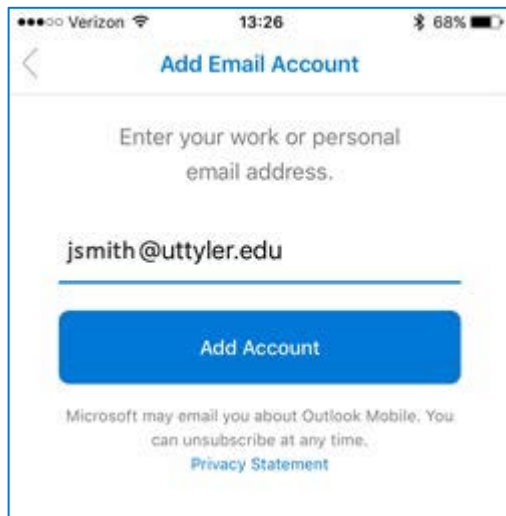 Verizon 13:26 68%
Add Email Account
Enter your work or personal
email address.
jsmith@uttyler.edu
Add Account
Microsoft may email you about Outlook Mobile. You
can unsubscribe at any time.
Privacy Statement